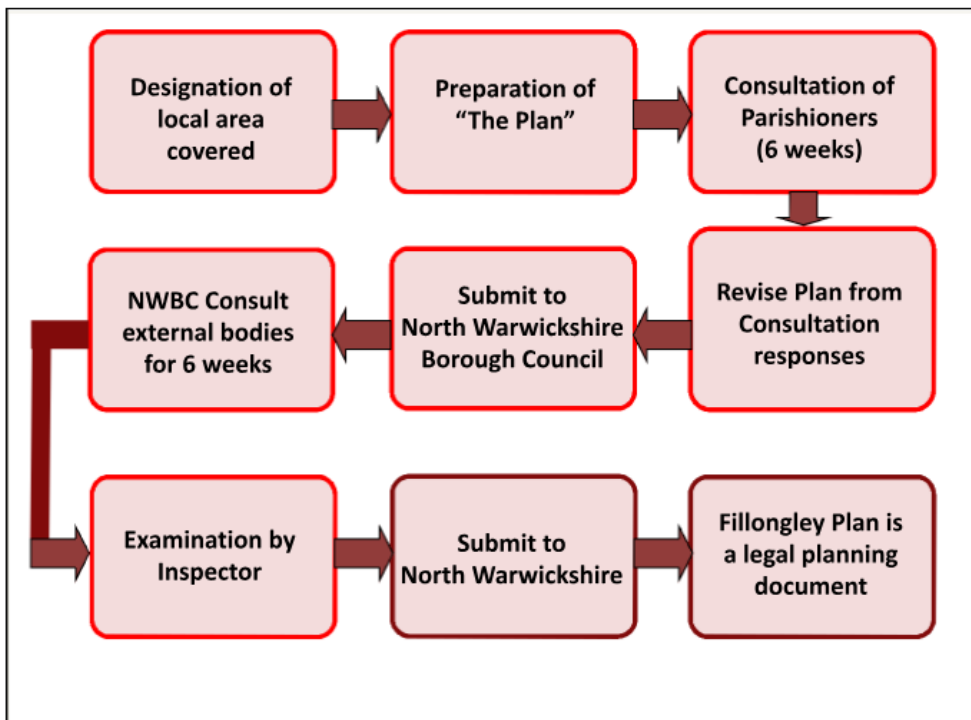 Designation of
local area
covered
Preparation of
“The Plan”
Consultation of
Parishioners
(6 weeks)
Revise Plan from
Consultation
responses
Submit to
North Warwickshire
Borough Council
NWBC Consult
external bodies
for 6 weeks
Examination by
Inspector
Submit to
North Warwickshire
Fillongley Plan is
a legal planning
document